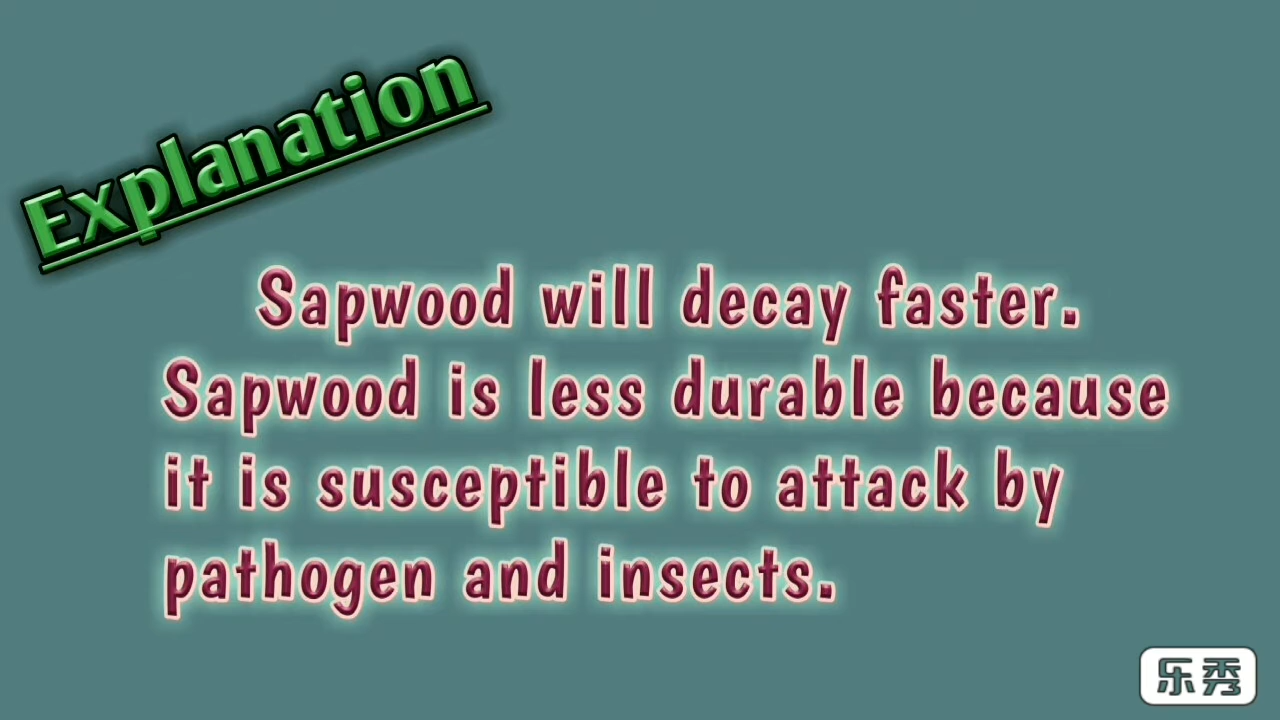 Explanation
Sapwood will decay faster.
Sapwood is less durable because
it is susceptible to attack by
pathogen and insects.
乐秀